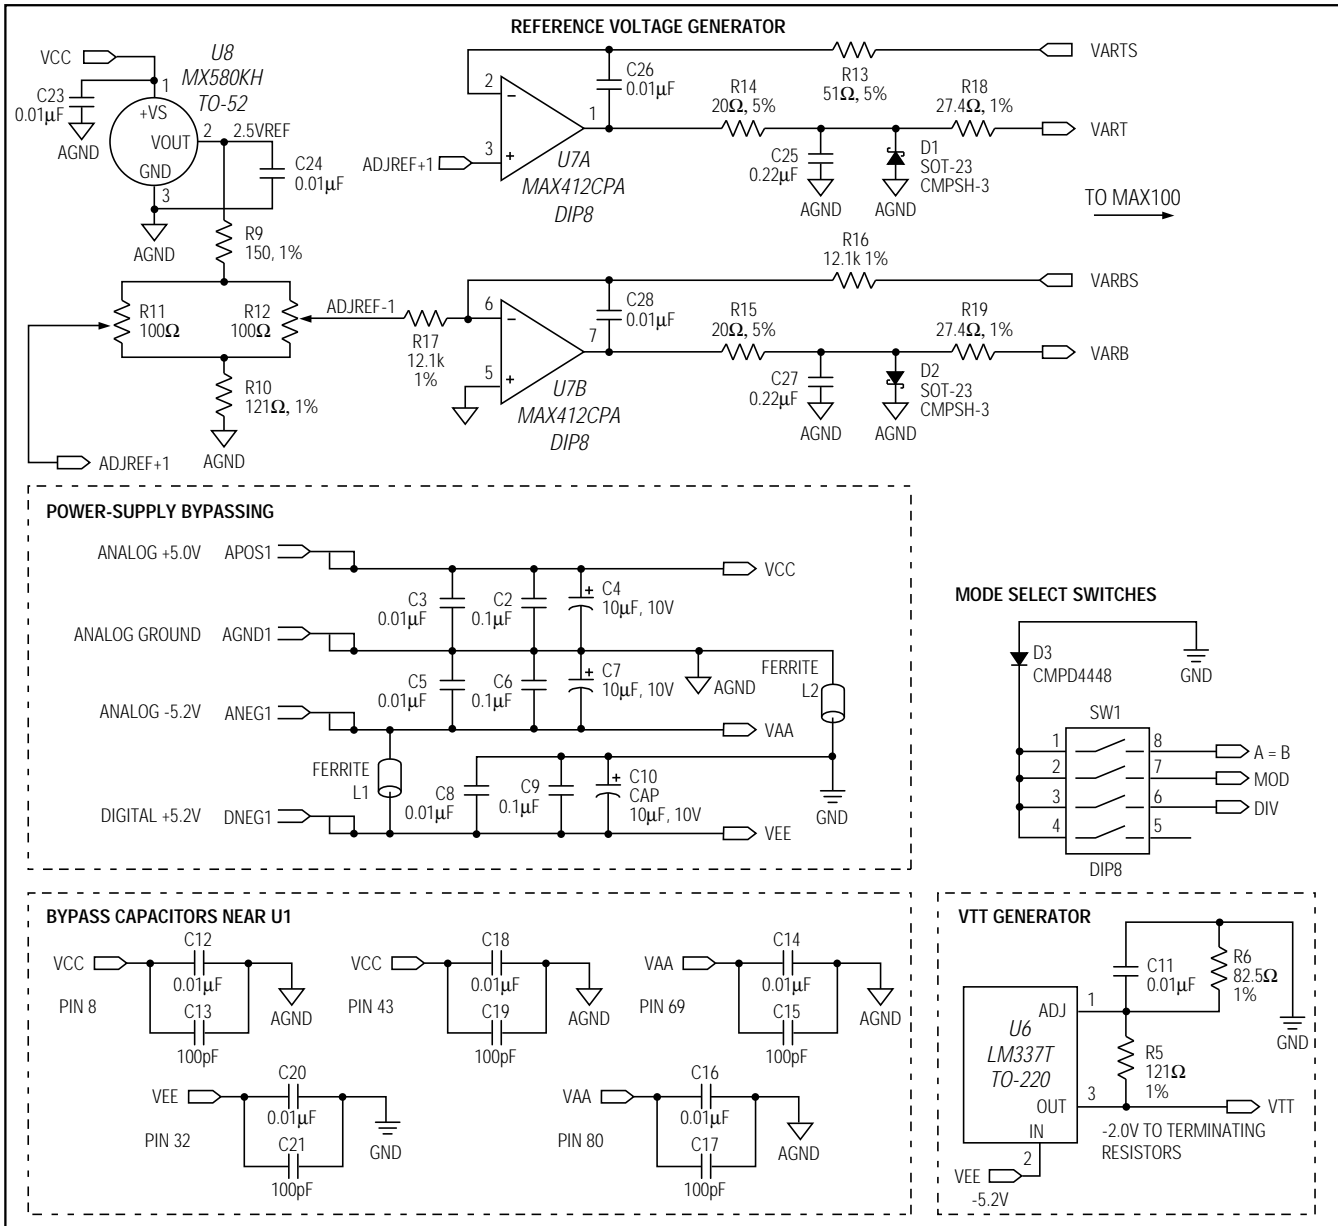 REFERENCE VOLTAGE GENERATOR
VCC
U8
MX580KH
TO-52
C23
0.01μF
AGND
1
+VS
VOUT
GND
2
2.5VREF
3
C24
0.01μF
AGND
R9
150, 1%
R11
100Ω
R12
100Ω
R10
121Ω, 1%
AGND
ADJREF+1
ADJREF-1
2
1
3
ADJREF+1
U7A
MAX412CPA
DIP8
C26
0.01μF
R14
20Ω, 5%
R13
51Ω, 5%
R18
27.4Ω, 1%
VARTS
VART
C25
0.22μF
AGND
D1
SOT-23
CMPSH-3
AGND
TO MAX100
R17
12.1k
1%
6
7
5
U7B
MAX412CPA
DIP8
C28
0.01μF
R15
20Ω, 5%
R16
12.1k 1%
R19
27.4Ω, 1%
VARBS
VARB
C27
0.22μF
AGND
D2
SOT-23
CMPSH-3
AGND
POWER-SUPPLY BYPASSING
ANALOG +5.0V APOS1
VCC
C3
0.01μF
C2
0.1μF
+
C4
10μF, 10V
ANALOG GROUND AGND1
AGND
C5
0.01μF
C6
0.1μF
+
C7
10μF, 10V
FERRITE
L2
ANALOG -5.2V ANEG1
VAA
FERRITE
L1
C8
0.01μF
C9
0.1μF
+
C10
CAP
10μF, 10V
GND
DIGITAL +5.2V DNEG1
VEE
MODE SELECT SWITCHES
D3
CMPD4448
GND
SW1
1 8 A = B
2 7 MOD
3 6 DIV
4 5
DIP8
BYPASS CAPACITORS NEAR U1
VCC
PIN 8
C12
0.01μF
C13
100pF
AGND
VCC
PIN 43
C18
0.01μF
C19
100pF
AGND
VAA
PIN 69
C14
0.01μF
C15
100pF
AGND
VEE
PIN 32
C20
0.01μF
C21
100pF
GND
VAA
PIN 80
C16
0.01μF
C17
100pF
AGND
VTT GENERATOR
C11
0.01μF
R6
82.5Ω
1%
GND
ADJ
1
U6
LM337T
TO-220
R5
121Ω
1%
OUT
3
VTT
IN
2
-2.0V TO TERMINATING
RESISTORS
VEE
-5.2V